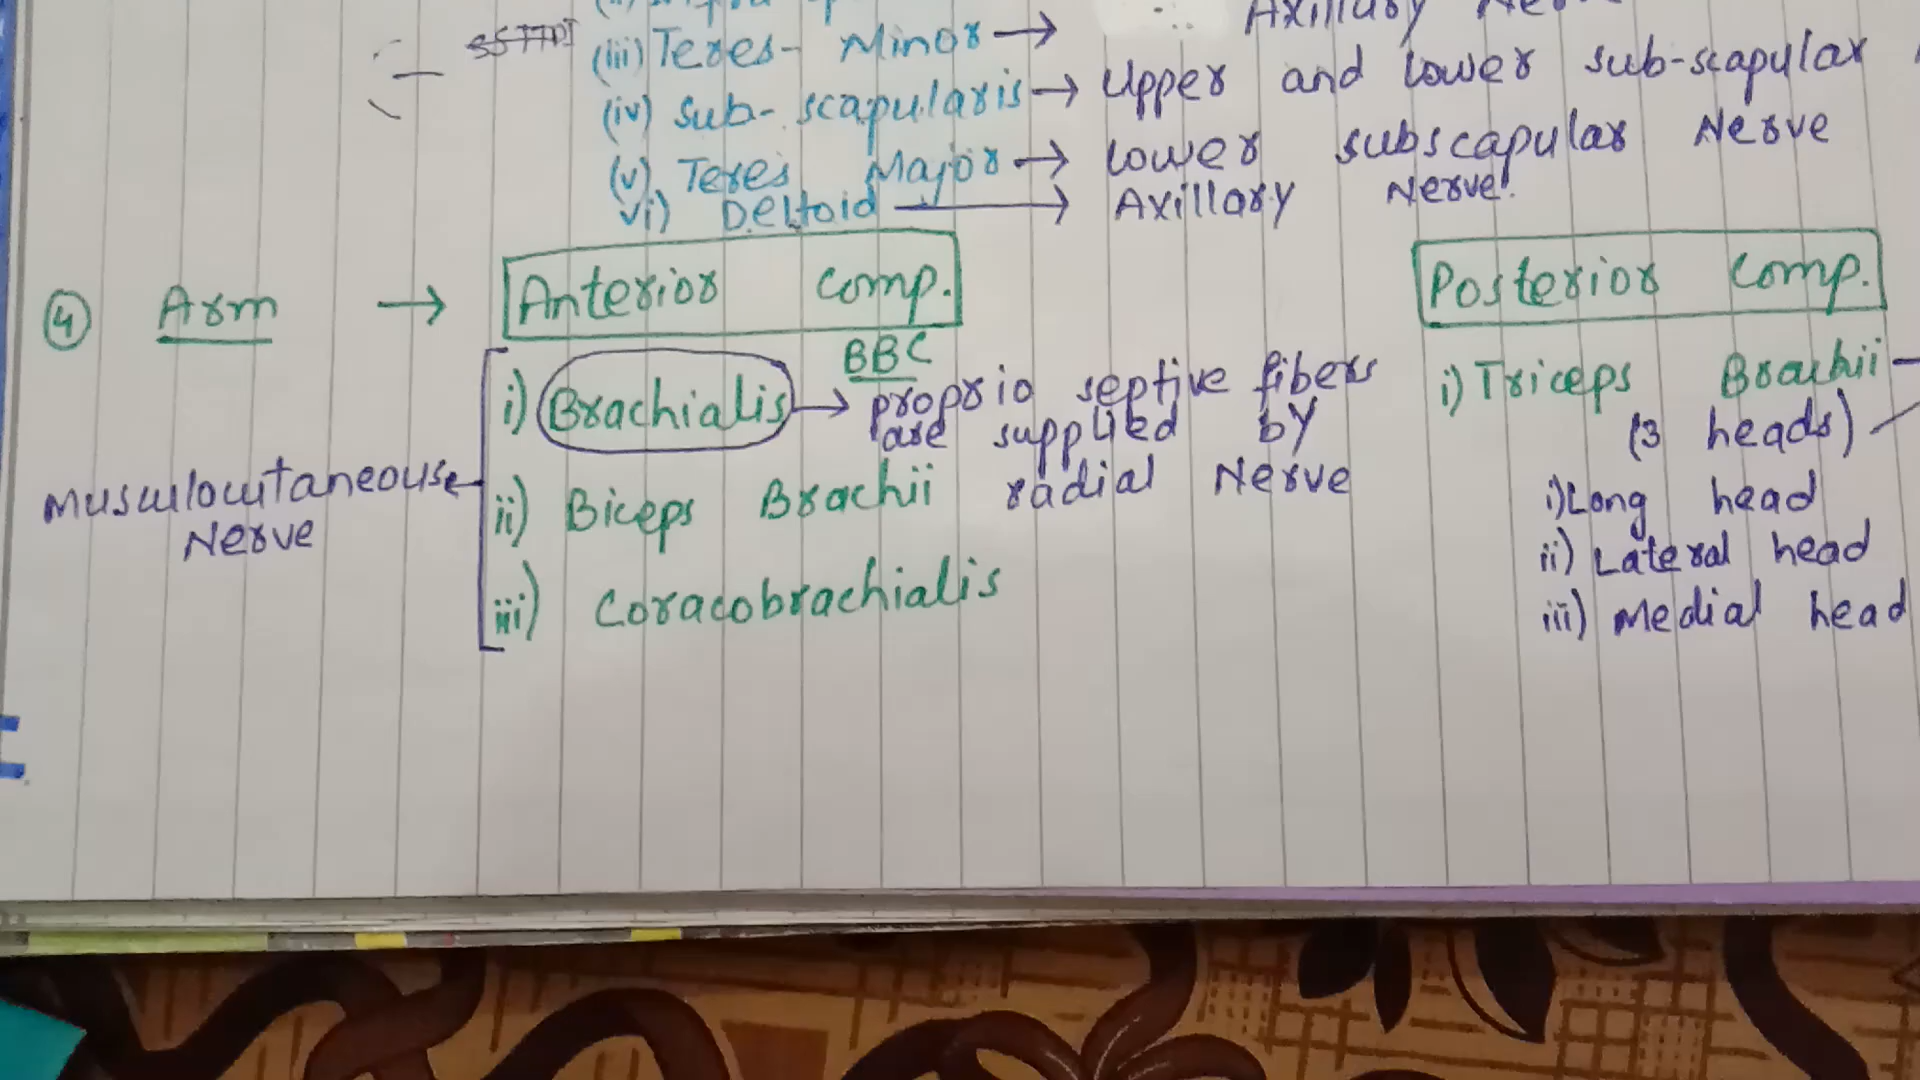 (iii) Teres- Minor →
(iv) Sub-scapularis → Upper and lower sub-scapular
(v) Teres Major → Lower subscapular Nerve
vi) Deltoid → Axillary Nerve.
④ Arm → Anterior comp. Posterior comp.
BBC
i) Brachialis → proprio septive fibers
are supplied by
radial Nerve
ii) Biceps Brachii
iii) Coracobrachialis
Musculocutaneouse
Nerve
i) Triceps Brachii
(3 heads)
i) Long head
ii) Lateral head
iii) Medial head